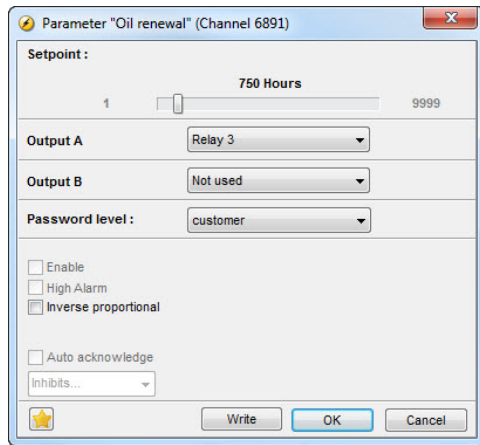 Parameter "Oil renewal" (Channel 6891)
Setpoint :
750 Hours
1 9999
Output A Relay 3
Output B Not used
Password level : customer
Enable
High Alarm
Inverse proportional
Auto acknowledge
Inhibits...
Write OK Cancel